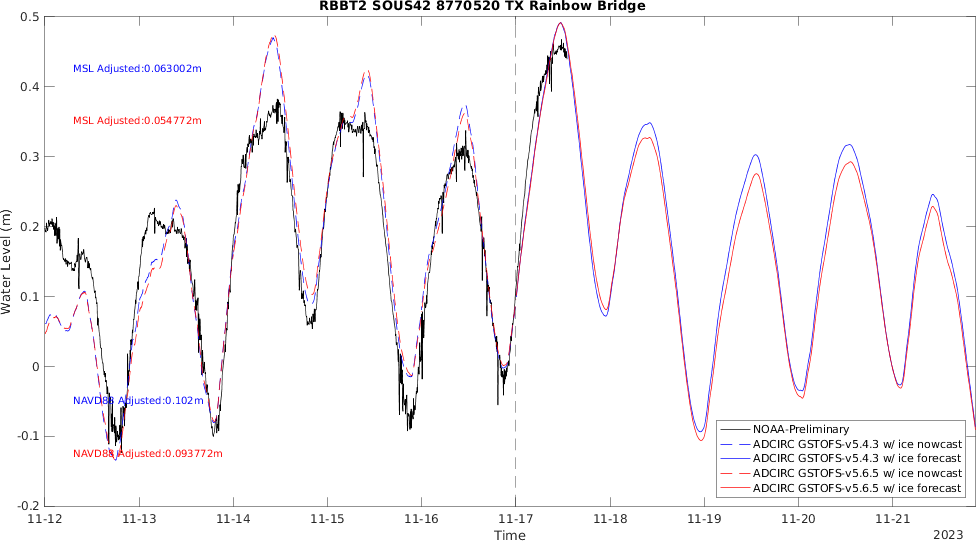 RBBT2 SOUS42 8770520 TX Rainbow Bridge
0.5
0.4
0.3
0.2
0.1
0
-0.1
-0.2
Water Level (m)
MSL Adjusted:0.063002m
MSL Adjusted:0.054772m
NAVD88 Adjusted:0.102m
NAVD88 Adjusted:0.093772m
NOAA-Preliminary
ADCIRC GSTOFS-v5.4.3 w/ ice nowcast
ADCIRC GSTOFS-v5.4.3 w/ ice forecast
ADCIRC GSTOFS-v5.6.5 w/ ice nowcast
ADCIRC GSTOFS-v5.6.5 w/ ice forecast
11-12 11-13 11-14 11-15 11-16 11-17 11-18 11-19 11-20 11-21
Time
2023